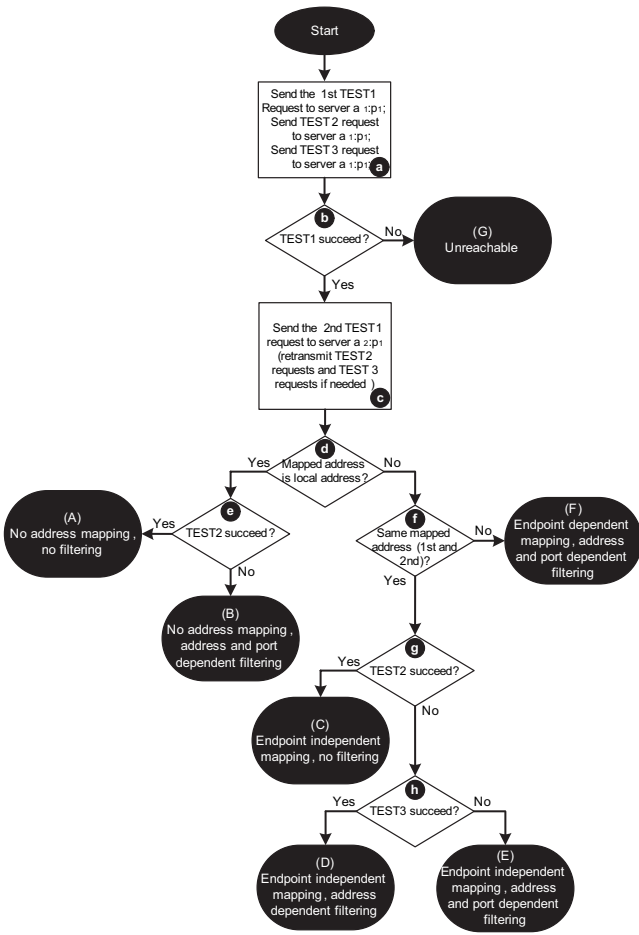 Start
Send the 1st TEST1
Request to server a 1:p1;
Send TEST 2 request
to server a 1:p1;
Send TEST 3 request
to server a 1:p1;
a
b
TEST1 succeed ?
No
(G)
Unreachable
Yes
Send the 2nd TEST1
request to server a 2:p1
(retransmit TEST2
requests and TEST 3
requests if needed )
c
d
Mapped address
is local address?
Yes
No
e
TEST2 succeed ?
Yes
(A)
No address mapping ,
no filtering
No
(B)
No address mapping ,
address and port
dependent filtering
f
Same mapped
address (1st and
2nd)?
No
(F)
Endpoint dependent
mapping, address
and port dependent
filtering
Yes
g
TEST2 succeed ?
Yes
(C)
Endpoint independent
mapping , no filtering
No
h
TEST3 succeed ?
Yes
No
(D)
Endpoint independent
mapping , address
dependent filtering
(E)
Endpoint independent
mapping , address
and port dependent
filtering